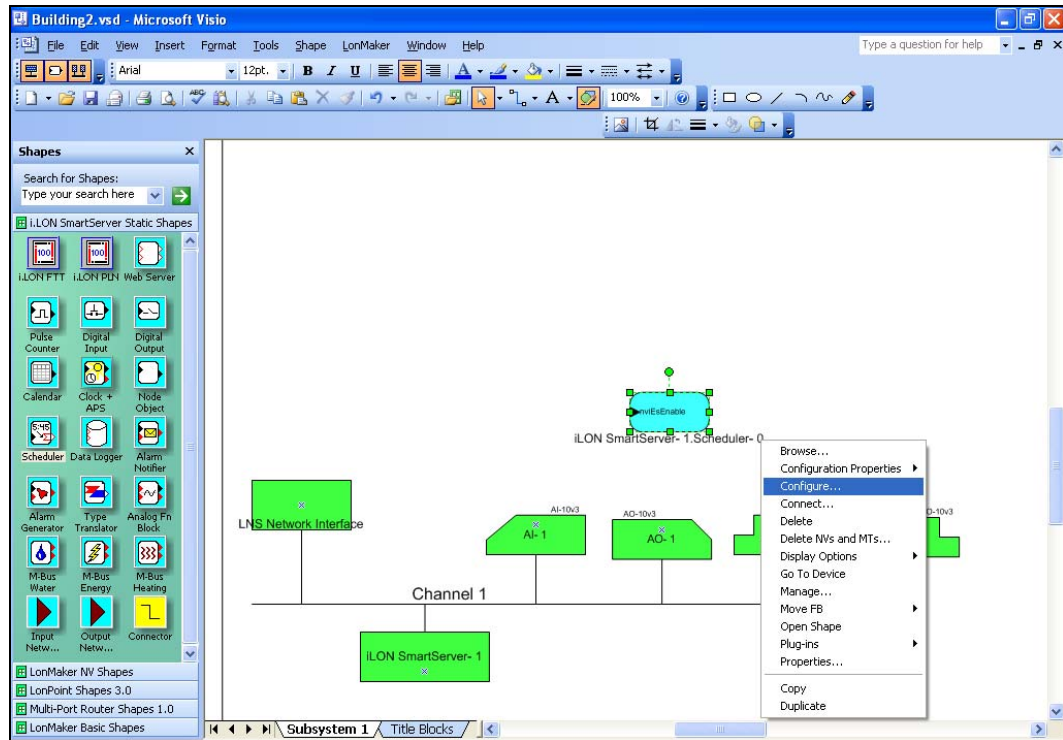 Building2.vsd - Microsoft Visio
File Edit View Insert Format Tools Shape LonMaker Window Help
Type a question for help
Arial
12pt.
B I U
A
ABC
A
100%
Shapes
Search for Shapes:
Type your search here
i.LON SmartServer Static Shapes
100 100
i.LON FTT i.LON PLN Web Server
Pulse Counter
Digital Input
Digital Output
Calendar
Clock + APS
Node Object
5:45
Scheduler Data Logger
Alarm Notifier
Alarm Generator
Type Translator
Analog Fn Block
M-Bus Water
M-Bus Energy
M-Bus Heating
Input Netw...
Output Netw...
Connector
LonMaker NV Shapes
LonPoint Shapes 3.0
Multi-Port Router Shapes 1.0
LonMaker Basic Shapes
nviEsEnable
iLON SmartServer- 1.Scheduler- 0
LNS Network Interface
AI-10v3
AI- 1
AO-10v3
AO- 1
O-10v3
Channel 1
iLON SmartServer- 1
Browse...
Configuration Properties
Configure...
Connect...
Delete
Delete NVs and MTs...
Display Options
Go To Device
Manage...
Move FB
Open Shape
Plug-ins
Properties...
Copy
Duplicate
Subsystem 1
Title Blocks